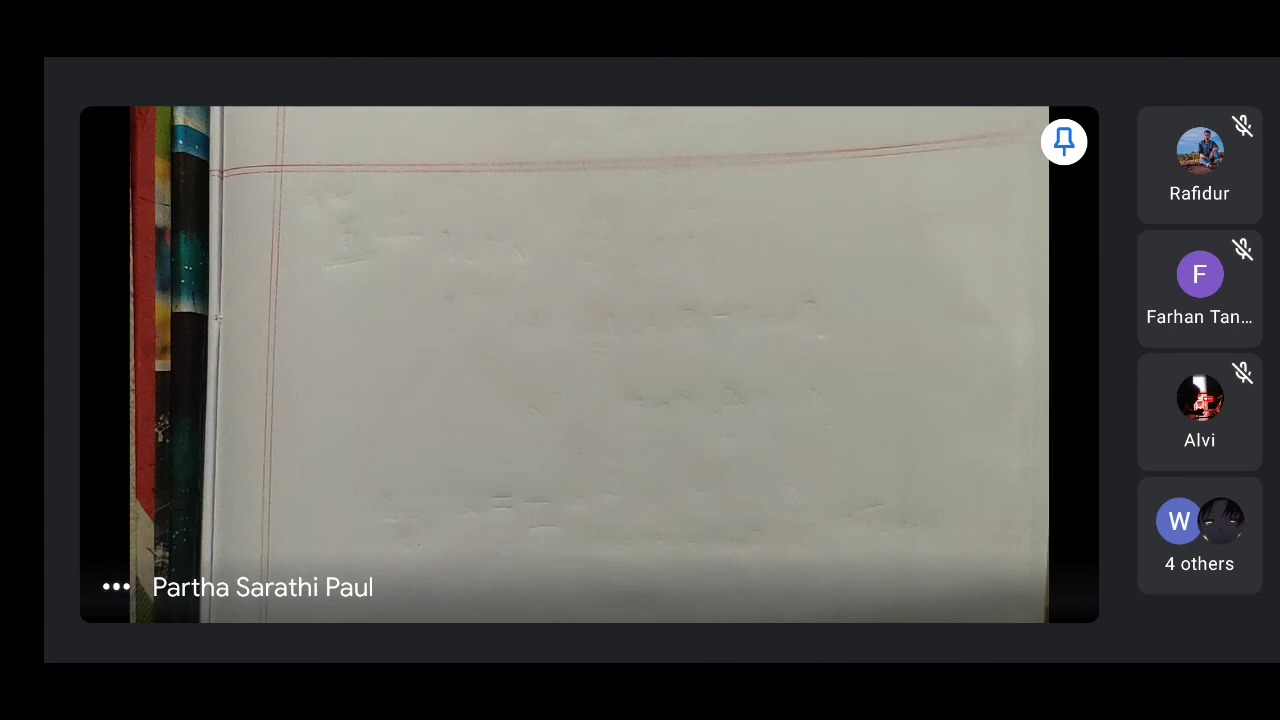 Rafidur
F
Farhan Tan...
Alvi
W
4 others
Partha Sarathi Paul